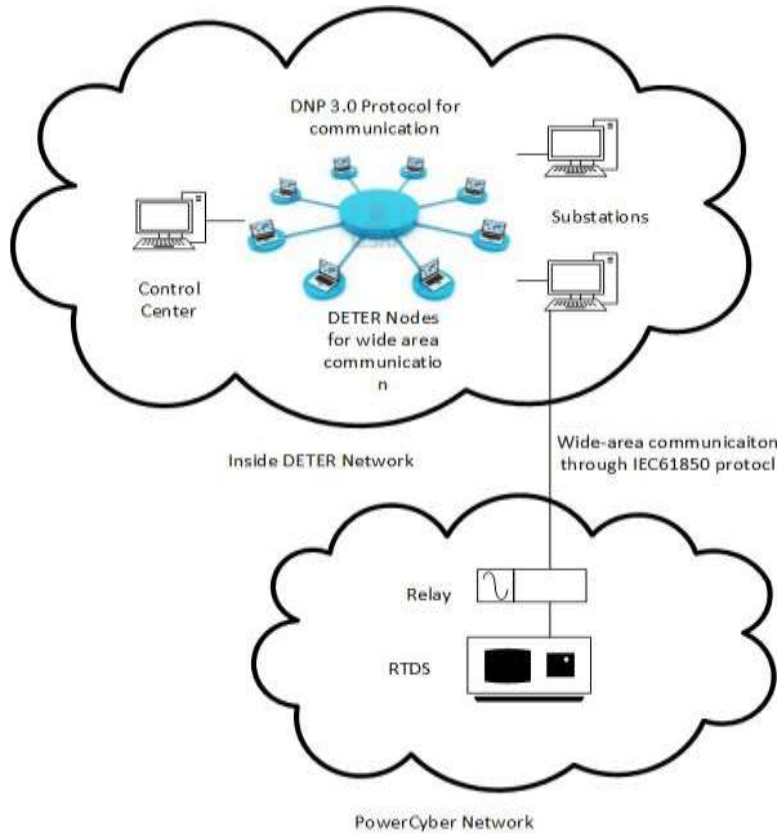 DNP 3.0 Protocol for
communication
Substations
Control
Center
DETER Nodes
for wide area
communicatio
n
Inside DETER Network
Wide-area communicaiton
through IEC61850 protocl
Relay
RTDS
PowerCyber Network